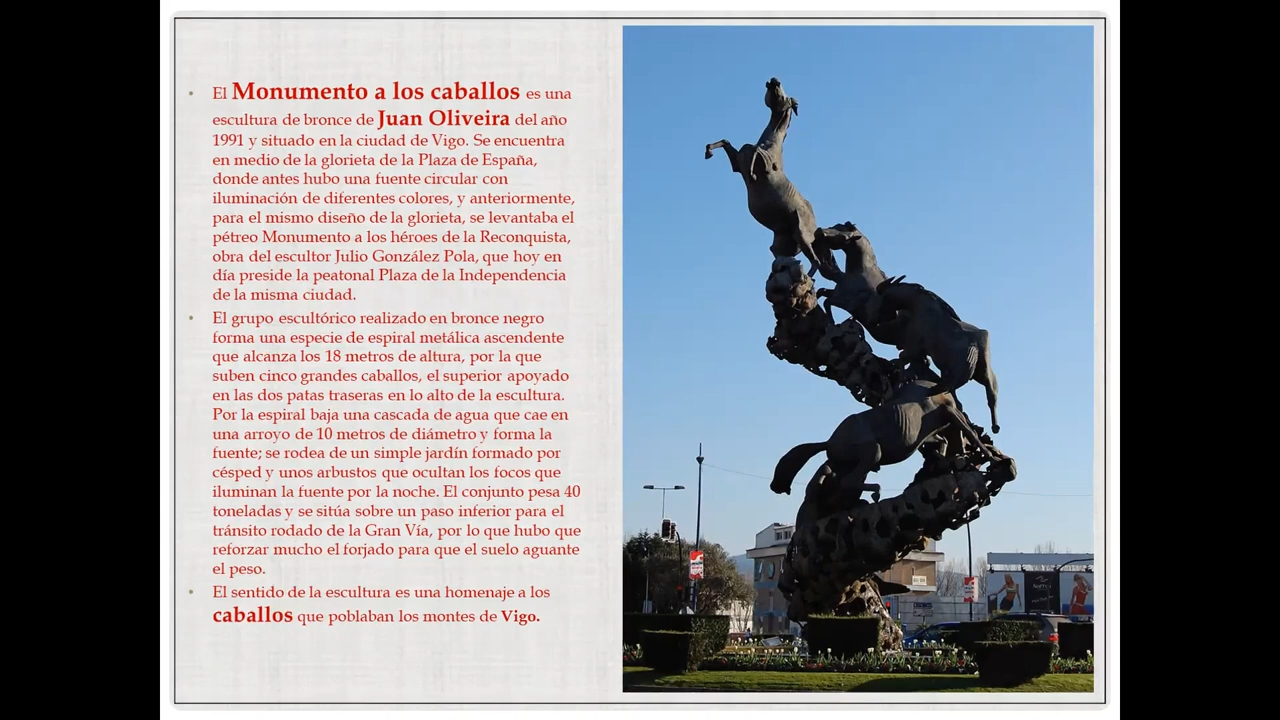 • El Monumento a los caballos es una
escultura de bronce de Juan Oliveira del año
1991 y situado en la ciudad de Vigo. Se encuentra
en medio de la glorieta de la Plaza de España,
donde antes hubo una fuente circular con
iluminación de diferentes colores, y anteriormente,
para el mismo diseño de la glorieta, se levantaba el
pétreo Monumento a los héroes de la Reconquista,
obra del escultor Julio González Pola, que hoy en
día preside la peatonal Plaza de la Independencia
de la misma ciudad.
• El grupo escultórico realizado en bronce negro
forma una especie de espiral metálica ascendente
que alcanza los 18 metros de altura, por la que
suben cinco grandes caballos, el superior apoyado
en las dos patas traseras en lo alto de la escultura.
Por la espiral baja una cascada de agua que cae en
una arroyo de 10 metros de diámetro y forma la
fuente; se rodea de un simple jardín formado por
césped y unos arbustos que ocultan los focos que
iluminan la fuente por la noche. El conjunto pesa 40
toneladas y se sitúa sobre un paso inferior para el
tránsito rodado de la Gran Vía, por lo que hubo que
reforzar mucho el forjado para que el suelo aguante
el peso.
• El sentido de la escultura es una homenaje a los
caballos que poblaban los montes de Vigo.